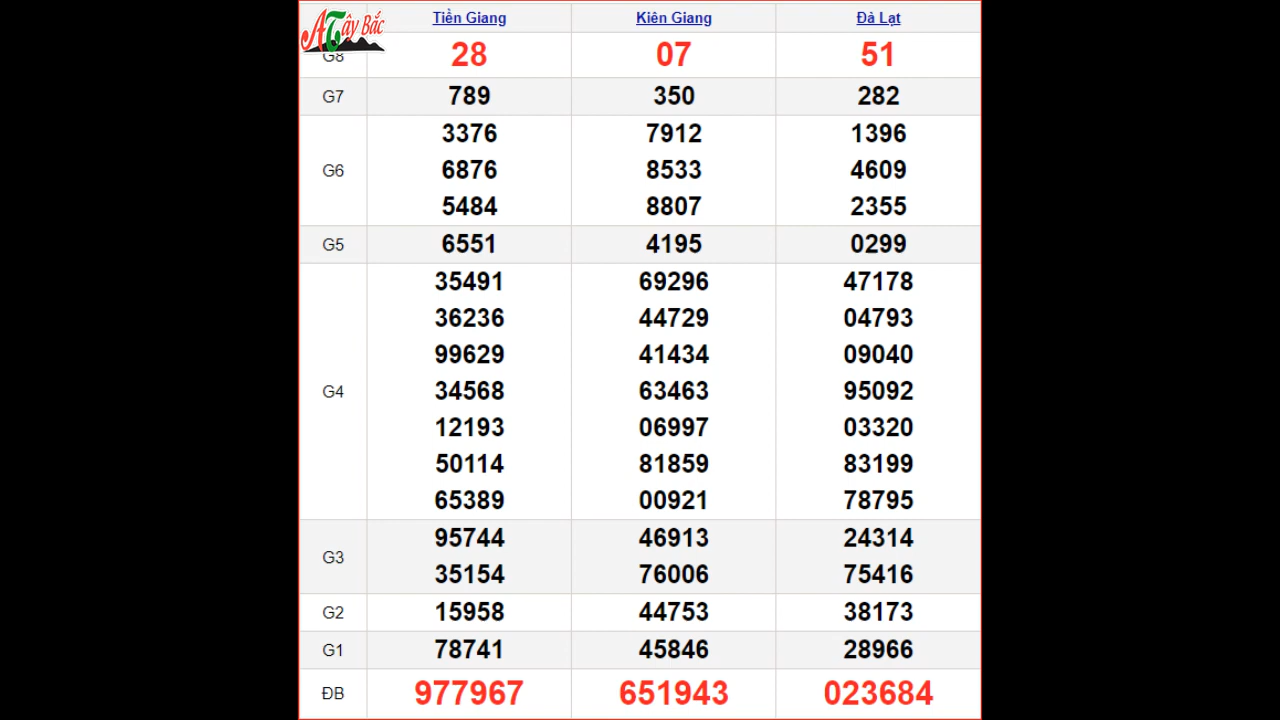 ATây Bắc
Tiền Giang Kiên Giang Đà Lạt
G8 28 07 51
G7 789 350 282
3376 7912 1396
G6 6876 8533 4609
5484 8807 2355
G5 6551 4195 0299
35491 69296 47178
36236 44729 04793
99629 41434 09040
G4 34568 63463 95092
12193 06997 03320
50114 81859 83199
65389 00921 78795
G3 95744 46913 24314
35154 76006 75416
G2 15958 44753 38173
G1 78741 45846 28966
ĐB 977967 651943 023684